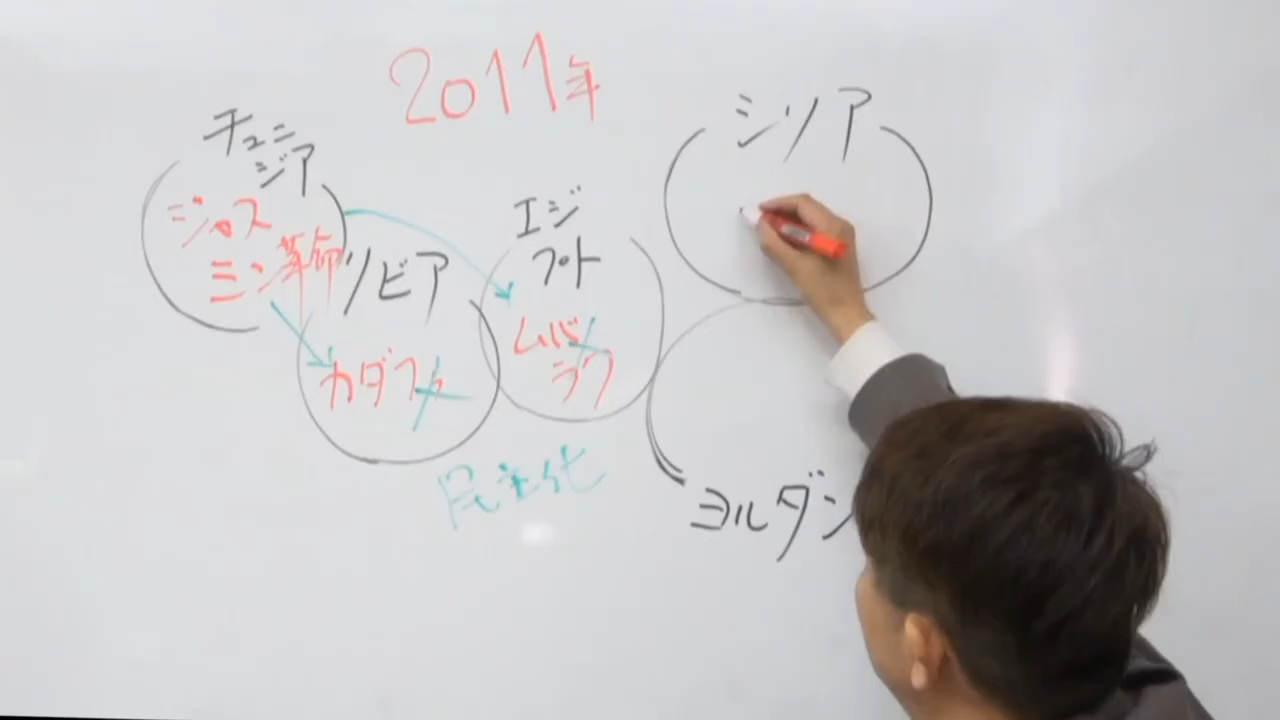 2011年
チュニ
ジア
ジャス
ミン革命
リビア
カダフィ
エジ
プト
ムバ
ラク
民主化
シリア
ヨルダン